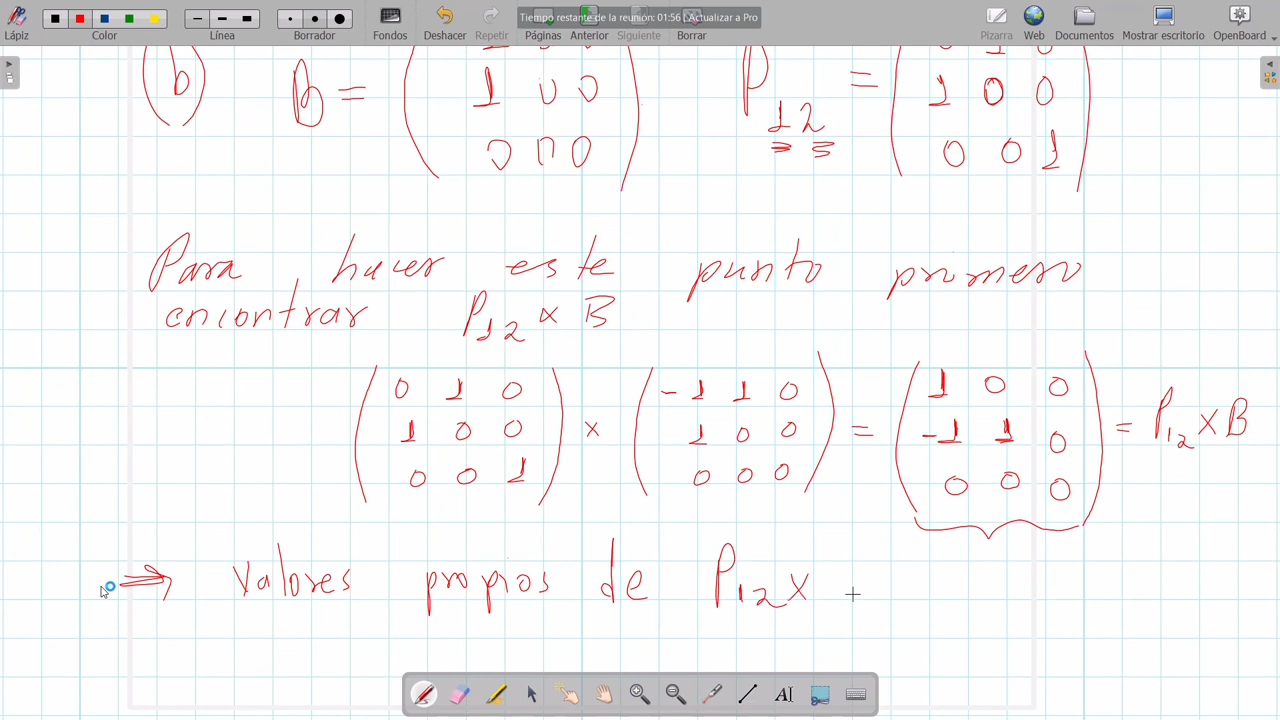 Tiempo restante de la reunión: 01:56 | Actualizar a Pro
Lápiz Color Línea Borrador Fondos Deshacer Repetir Páginas Anterior Siguiente Borrar Pizarra Web Documentos Mostrar escritorio OpenBoard
(b) B = P12 =
1 0 0 1 0 0
0 0 0 0 0 1
Para hacer este punto primero
encontrar P12 x B
0 1 0 -1 1 0 1 0 0
1 0 0 x 1 0 0 = -1 1 0 = P12 x B
0 0 1 0 0 0 0 0 0
⇒ Valores propios de P12 x